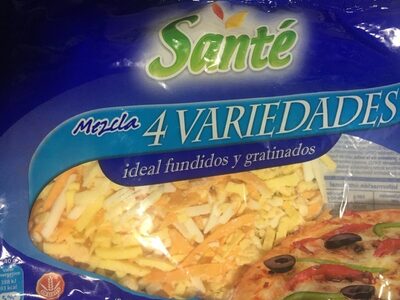 Santé
Mezcla
4 VARIEDADES
ideal fundidos y gratinados